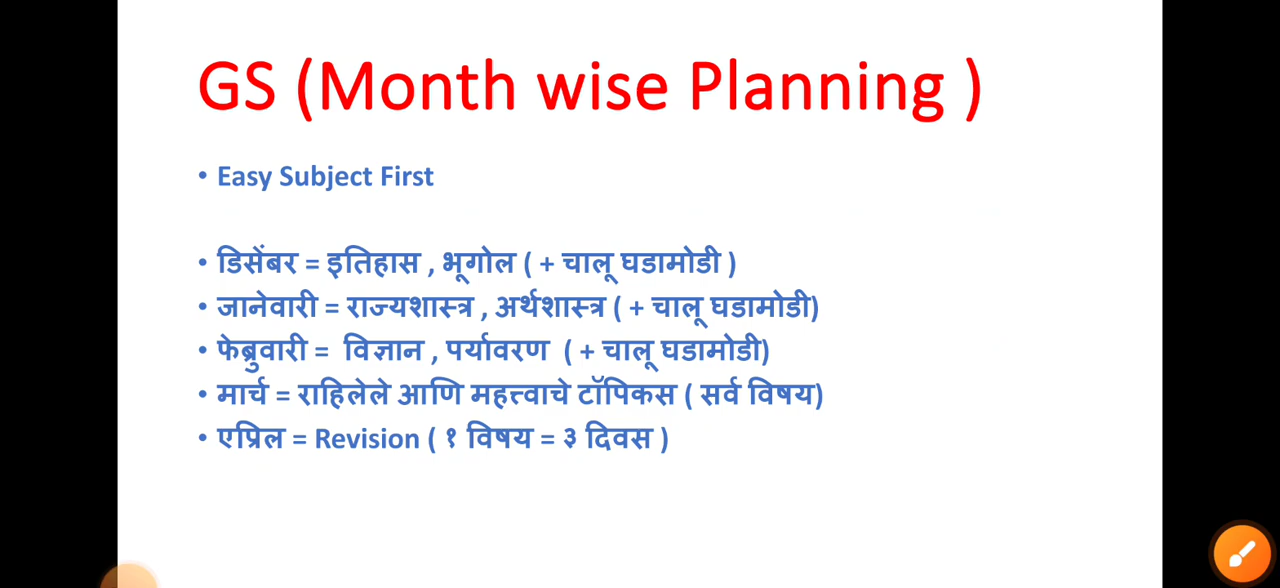 GS (Month wise Planning )
• Easy Subject First
• डिसेंबर = इतिहास , भूगोल ( + चालू घडामोडी )
• जानेवारी = राज्यशास्त्र , अर्थशास्त्र ( + चालू घडामोडी)
• फेब्रुवारी = विज्ञान , पर्यावरण ( + चालू घडामोडी)
• मार्च = राहिलेले आणि महत्त्वाचे टॉपिकस ( सर्व विषय)
• एप्रिल = Revision ( १ विषय = ३ दिवस )